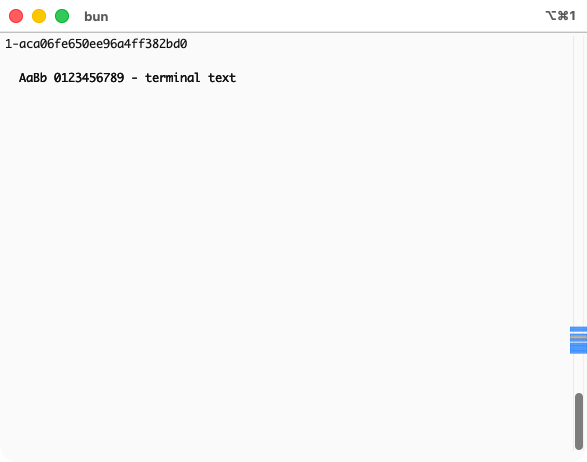 bun ⌥⌘1
1-aca06fe650ee96a4ff382bd0
AaBb 0123456789 - terminal text